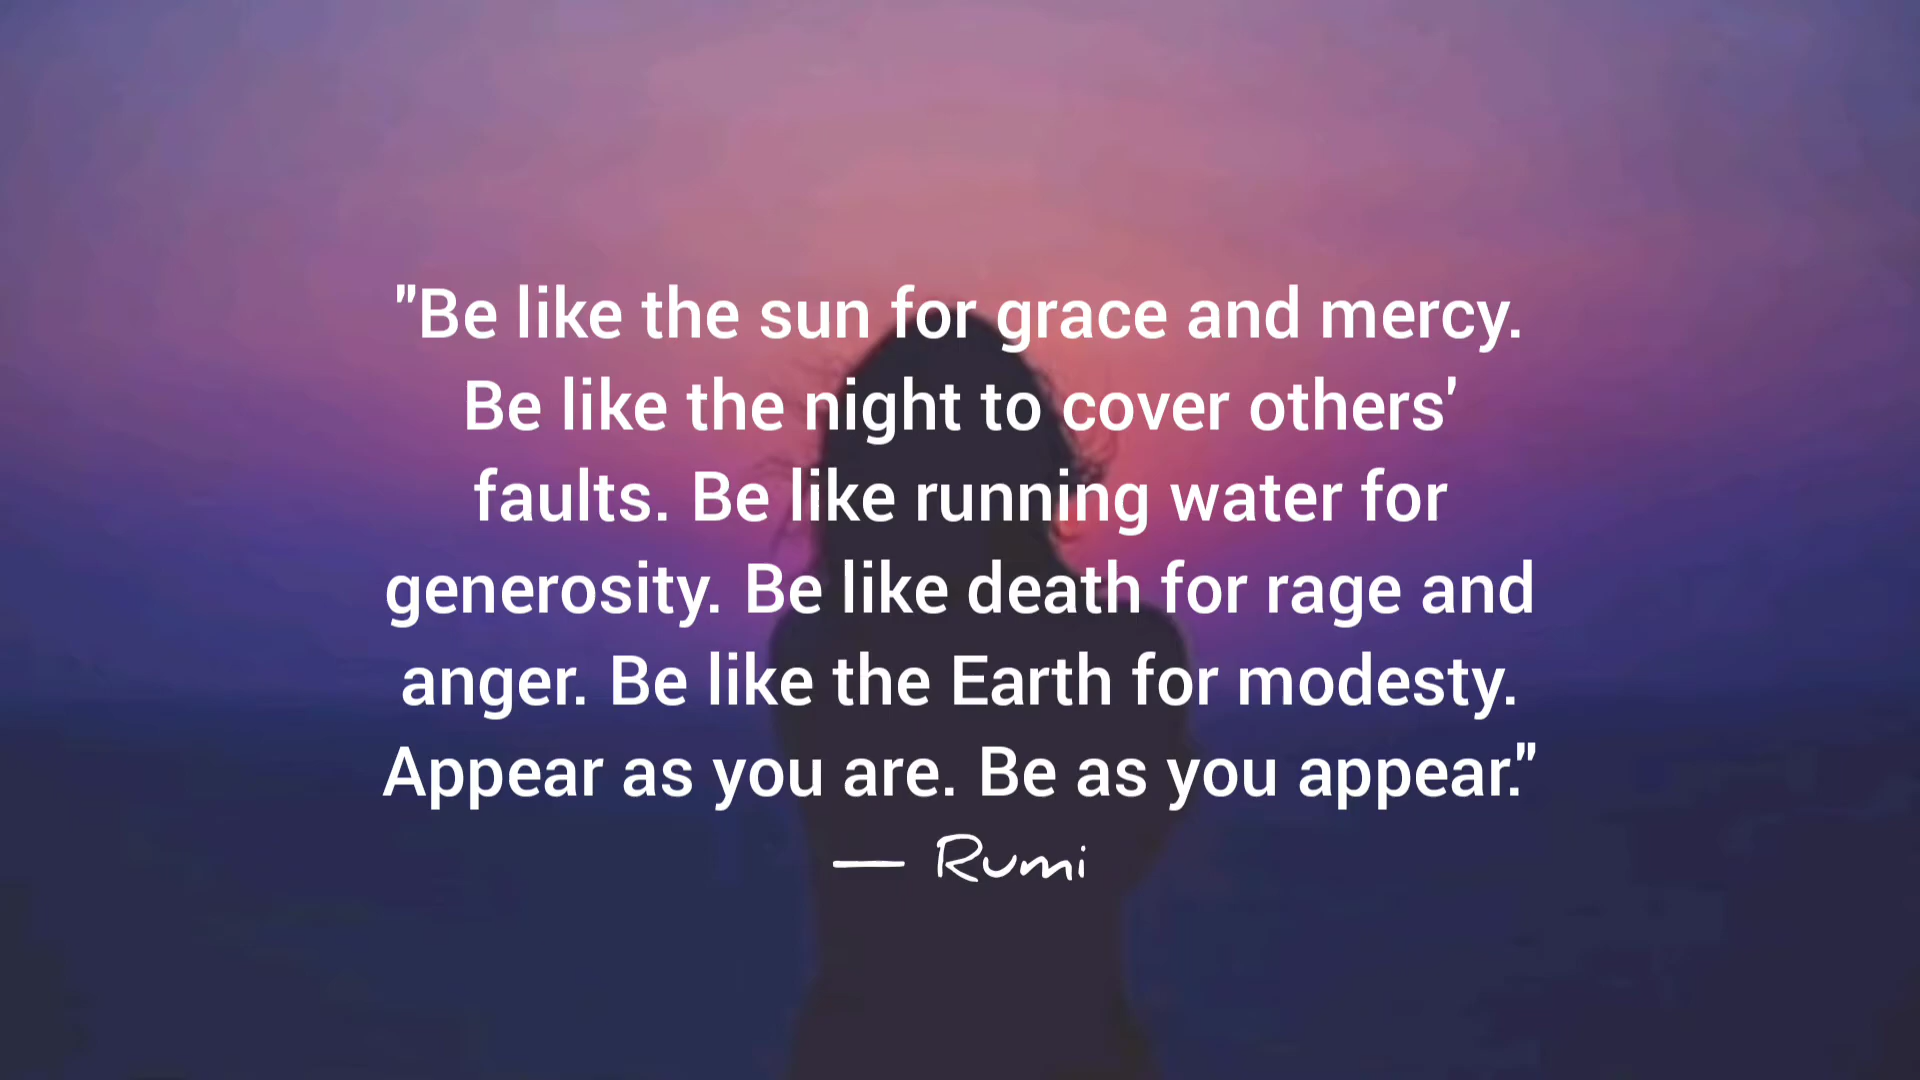 "Be like the sun for grace and mercy.
Be like the night to cover others'
faults. Be like running water for
generosity. Be like death for rage and
anger. Be like the Earth for modesty.
Appear as you are. Be as you appear."
— Rumi